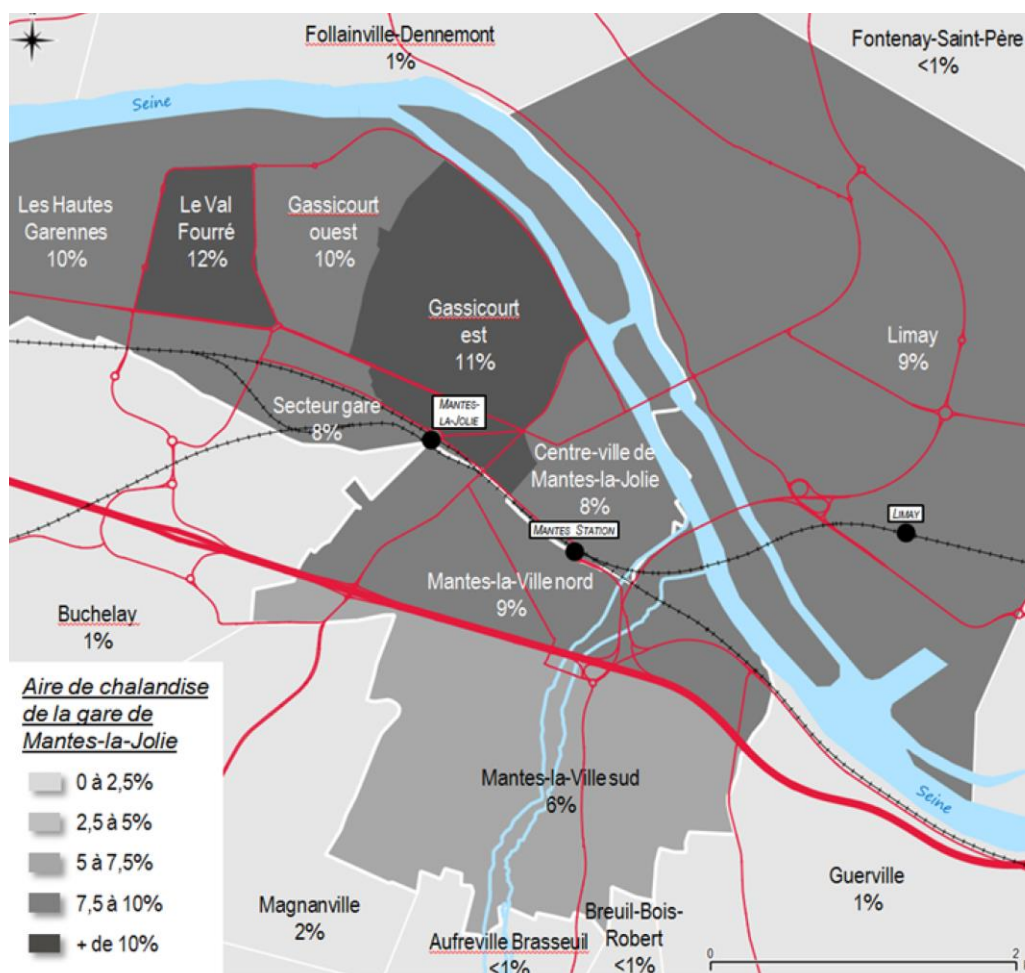 Follainville-Dennemont
1%
Fontenay-Saint-Père
<1%
Seine
Les Hautes
Garennes
10%
Le Val
Fourré
12%
Gassicourt
ouest
10%
Gassicourt
est
11%
Limay
9%
Secteur gare
8%
MANTES-
LA-JOLIE
Centre-ville de
Mantes-la-Jolie
8%
MANTES STATION
LIMAY
Mantes-la-Ville nord
9%
Buchelay
1%
Aire de chalandise
de la gare de
Mantes-la-Jolie
0 à 2,5%
2,5 à 5%
5 à 7,5%
7,5 à 10%
+ de 10%
Mantes-la-Ville sud
6%
Seine
Guerville
1%
Magnanville
2%
Aufreville Brasseuil
<1%
Breuil-Bois-
Robert
<1%
0 2